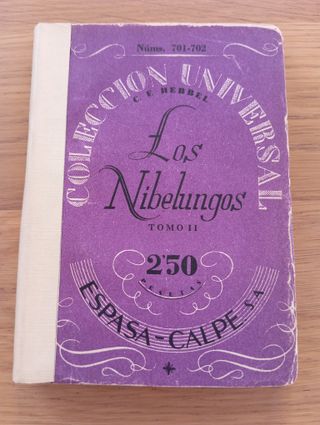 Núms. 701-702
COLECCION UNIVERSAL
C. F. HEBBEL
Los
Nibelungos
TOMO II
2'50
PESETAS
ESPASA-CALPE S.A